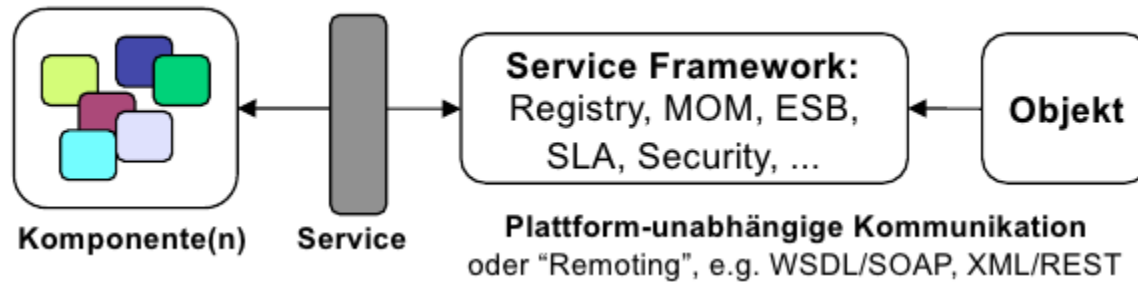 Service Framework:
Registry, MOM, ESB,
SLA, Security, ...
Objekt
Komponente(n)
Service
Plattform-unabhängige Kommunikation
oder “Remoting”, e.g. WSDL/SOAP, XML/REST